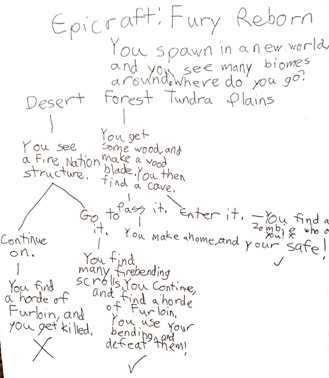 Epicraft: Fury Reborn
You spawn in a new world
and you see many biomes
around. Where do you go?
Desert Forest Tundra Plains
You see
a Fire Nation
structure.
You get
some wood, and
make a wood
blade. You then
find a cave.
Continue
on.
Go to
it.
Pass it.
Enter it. — You find a
You make a home, and your safe!
✓
You find
a horde of
Furloin, and
you get killed.
X
You find
many firebending
scrolls. You continue,
and find a horde
of Furloin.
You use your
bending, and
defeat them!
✓